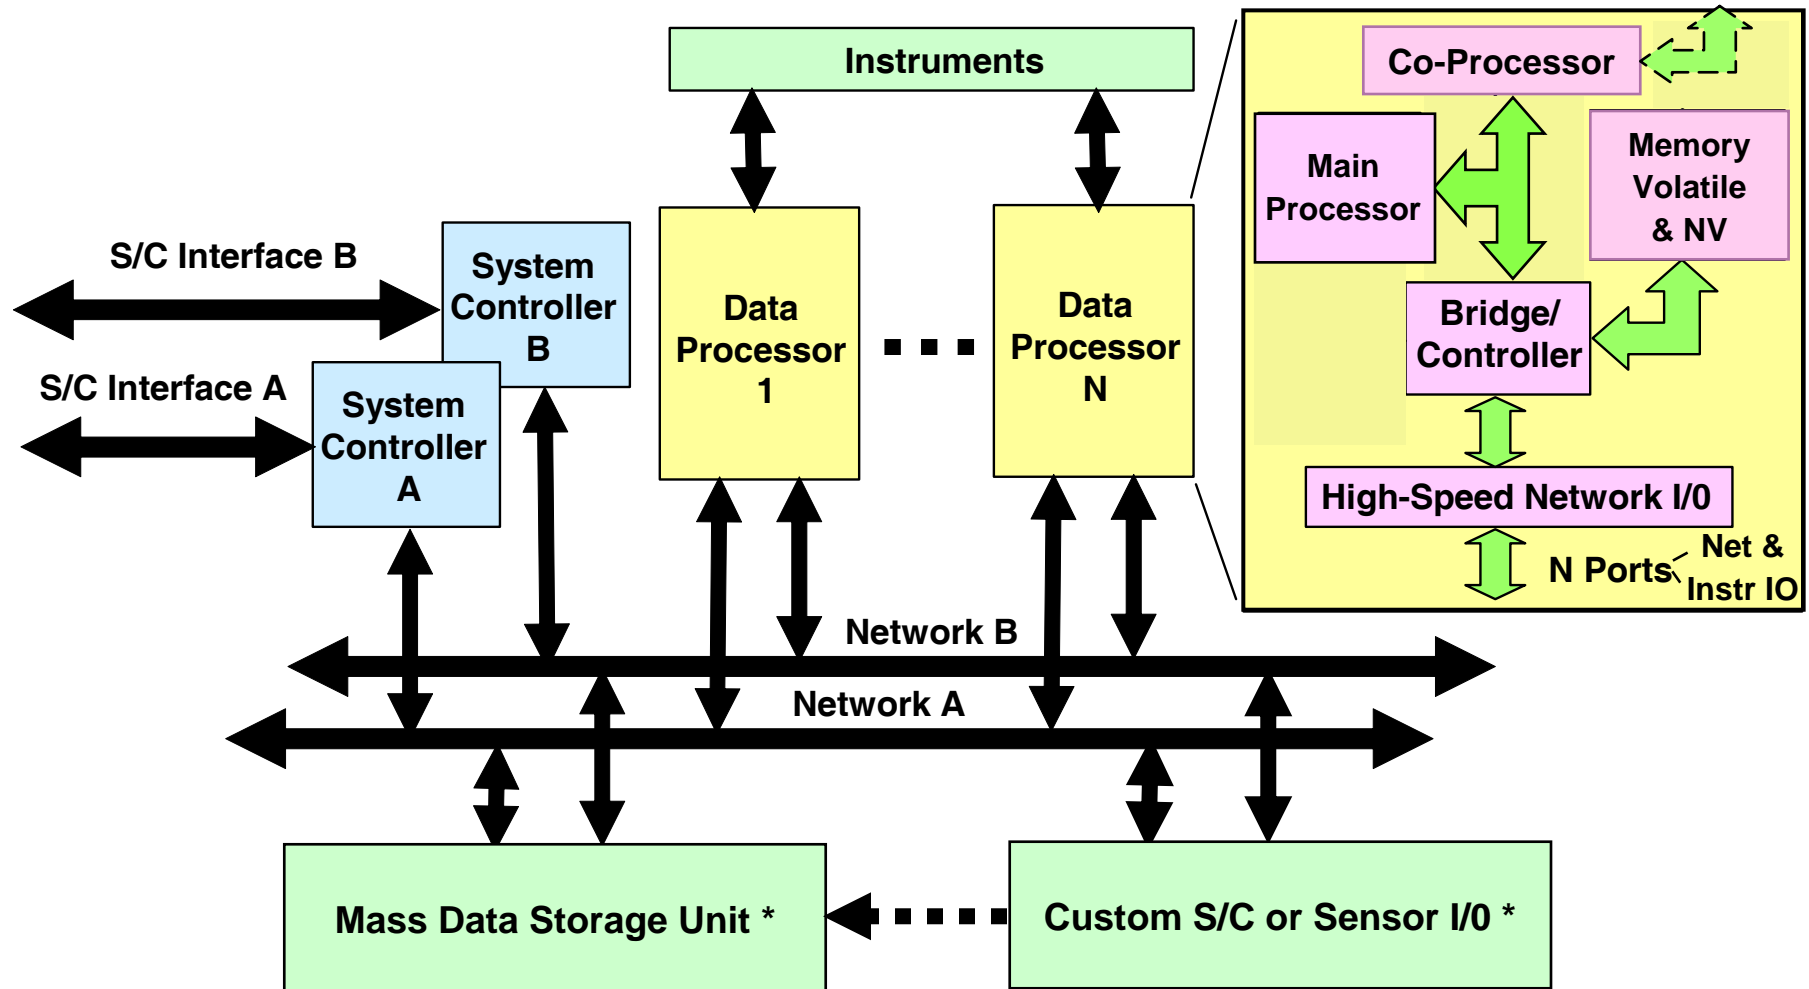 Instruments
S/C Interface B
S/C Interface A
System
Controller
B
System
Controller
A
Data
Processor
1
Data
Processor
N
Co-Processor
Main
Processor
Memory
Volatile
& NV
Bridge/
Controller
High-Speed Network I/0
N Ports
Net &
Instr IO
Network B
Network A
Mass Data Storage Unit *
Custom S/C or Sensor I/0 *